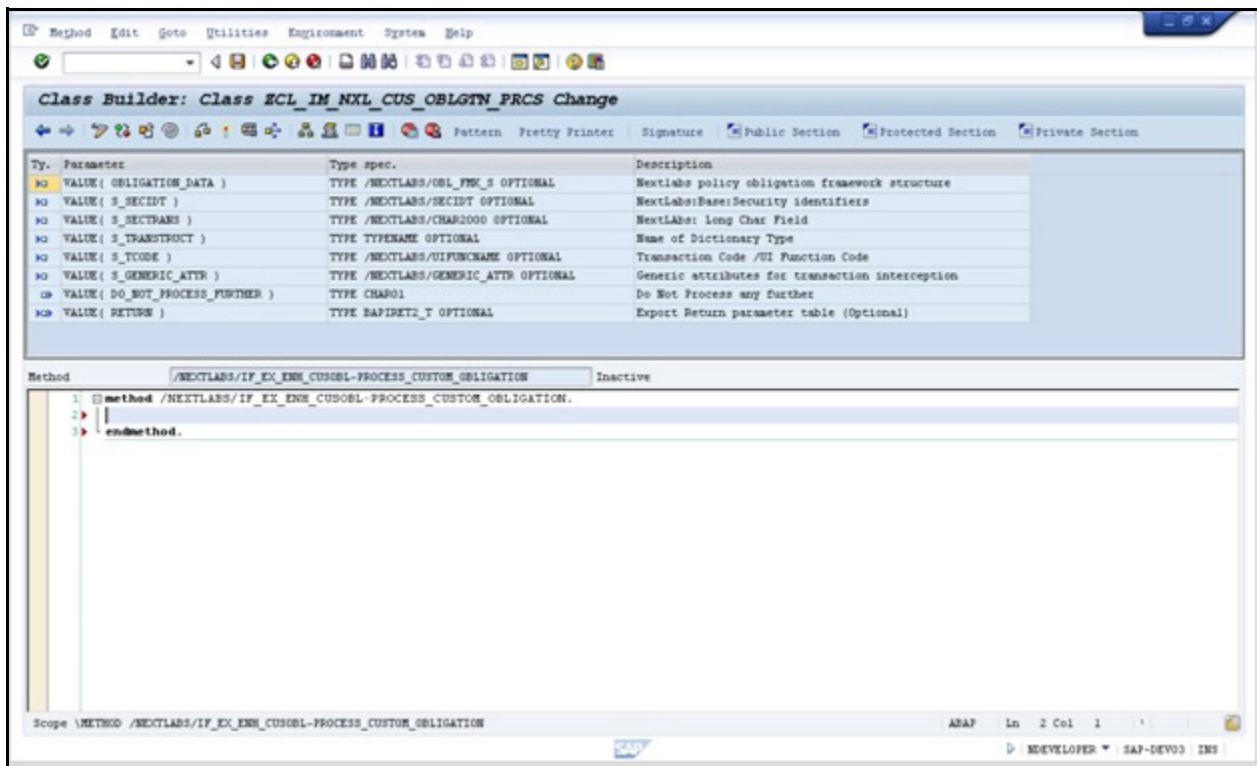 Method Edit Goto Utilities Environment System Help
Class Builder: Class ZCL_IM_NXL_CUS_OBLGTN_PRCS Change
Pattern Pretty Printer Signature Public Section Protected Section Private Section
Ty. Parameter Type spec. Description
VALUE( OBLIGATION_DATA ) TYPE /NEXTLABS/OBL_FMK_S OPTIONAL Nextlabs policy obligation framework structure
VALUE( S_SECIDT ) TYPE /NEXTLABS/SECIDT OPTIONAL NextLabs:Base:Security identifiers
VALUE( S_SECTRANS ) TYPE /NEXTLABS/CHAR2000 OPTIONAL NextLAbs: Long Char Field
VALUE( S_TRANSTRUCT ) TYPE TYPENAME OPTIONAL Name of Dictionary Type
VALUE( S_TCODE ) TYPE /NEXTLABS/UIFUNCNAME OPTIONAL Transaction Code /UI Function Code
VALUE( S_GENERIC_ATTR ) TYPE /NEXTLABS/GENERIC_ATTR OPTIONAL Generic attributes for transaction interception
VALUE( DO_NOT_PROCESS_FURTHER ) TYPE CHAR01 Do Not Process any further
VALUE( RETURN ) TYPE BAPIRET2_T OPTIONAL Export Return parameter table (Optional)
Method /NEXTLABS/IF_EX_ENH_CUSOBL~PROCESS_CUSTOM_OBLIGATION Inactive
1 method /NEXTLABS/IF_EX_ENH_CUSOBL~PROCESS_CUSTOM_OBLIGATION.
2
3 endmethod.
Scope \METHOD /NEXTLABS/IF_EX_ENH_CUSOBL~PROCESS_CUSTOM_OBLIGATION ABAP Ln 2 Col 1
SAP NDEVELOPER SAP-DEV03 INS